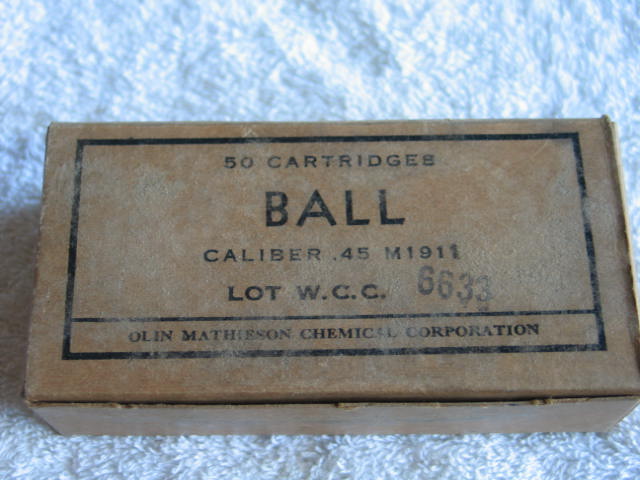 50 CARTRIDGES
BALL
CALIBER .45 M1911
LOT W.C.C. 6633
OLIN MATHIESON CHEMICAL CORPORATION